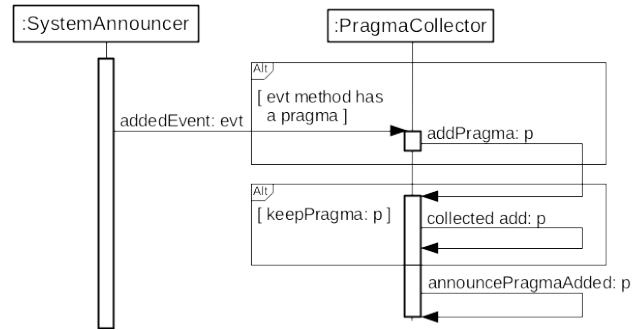 :SystemAnnouncer
:PragmaCollector
Alt
[ evt method has
a pragma ]
addedEvent: evt
addPragma: p
Alt
[ keepPragma: p ]
collected add: p
announcePragmaAdded: p